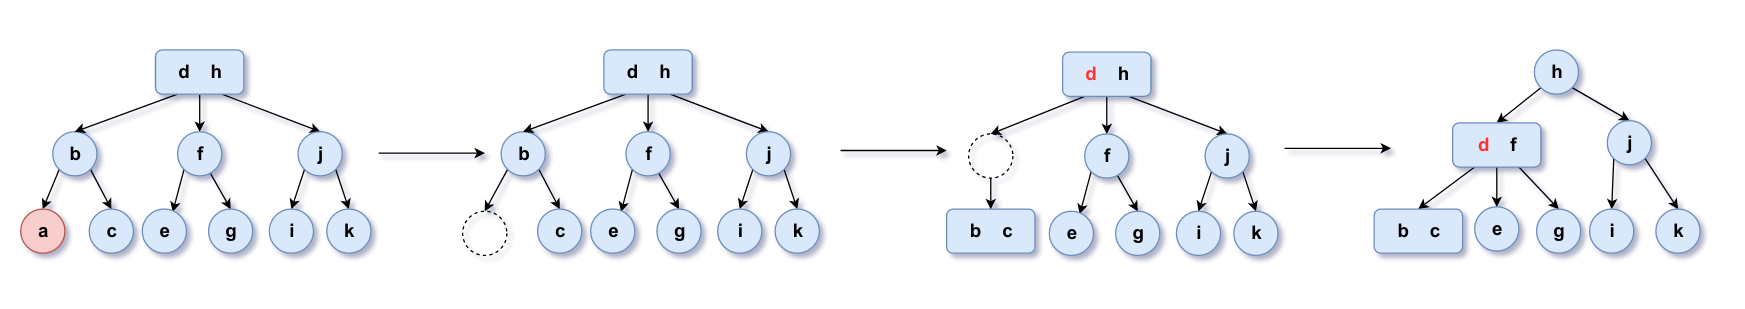 d h
b f j
a c e g i k
d h
b f j
c e g i k
d h
f j
b c e g i k
h
d f j
b c e g i k